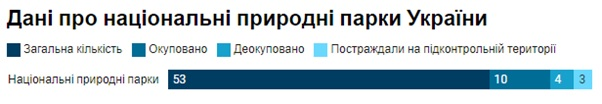 Дані про національні природні парки України
Загальна кількість Окуповано Деокуповано Постраждали на підконтрольній території
Національні природні парки 53 10 4 3